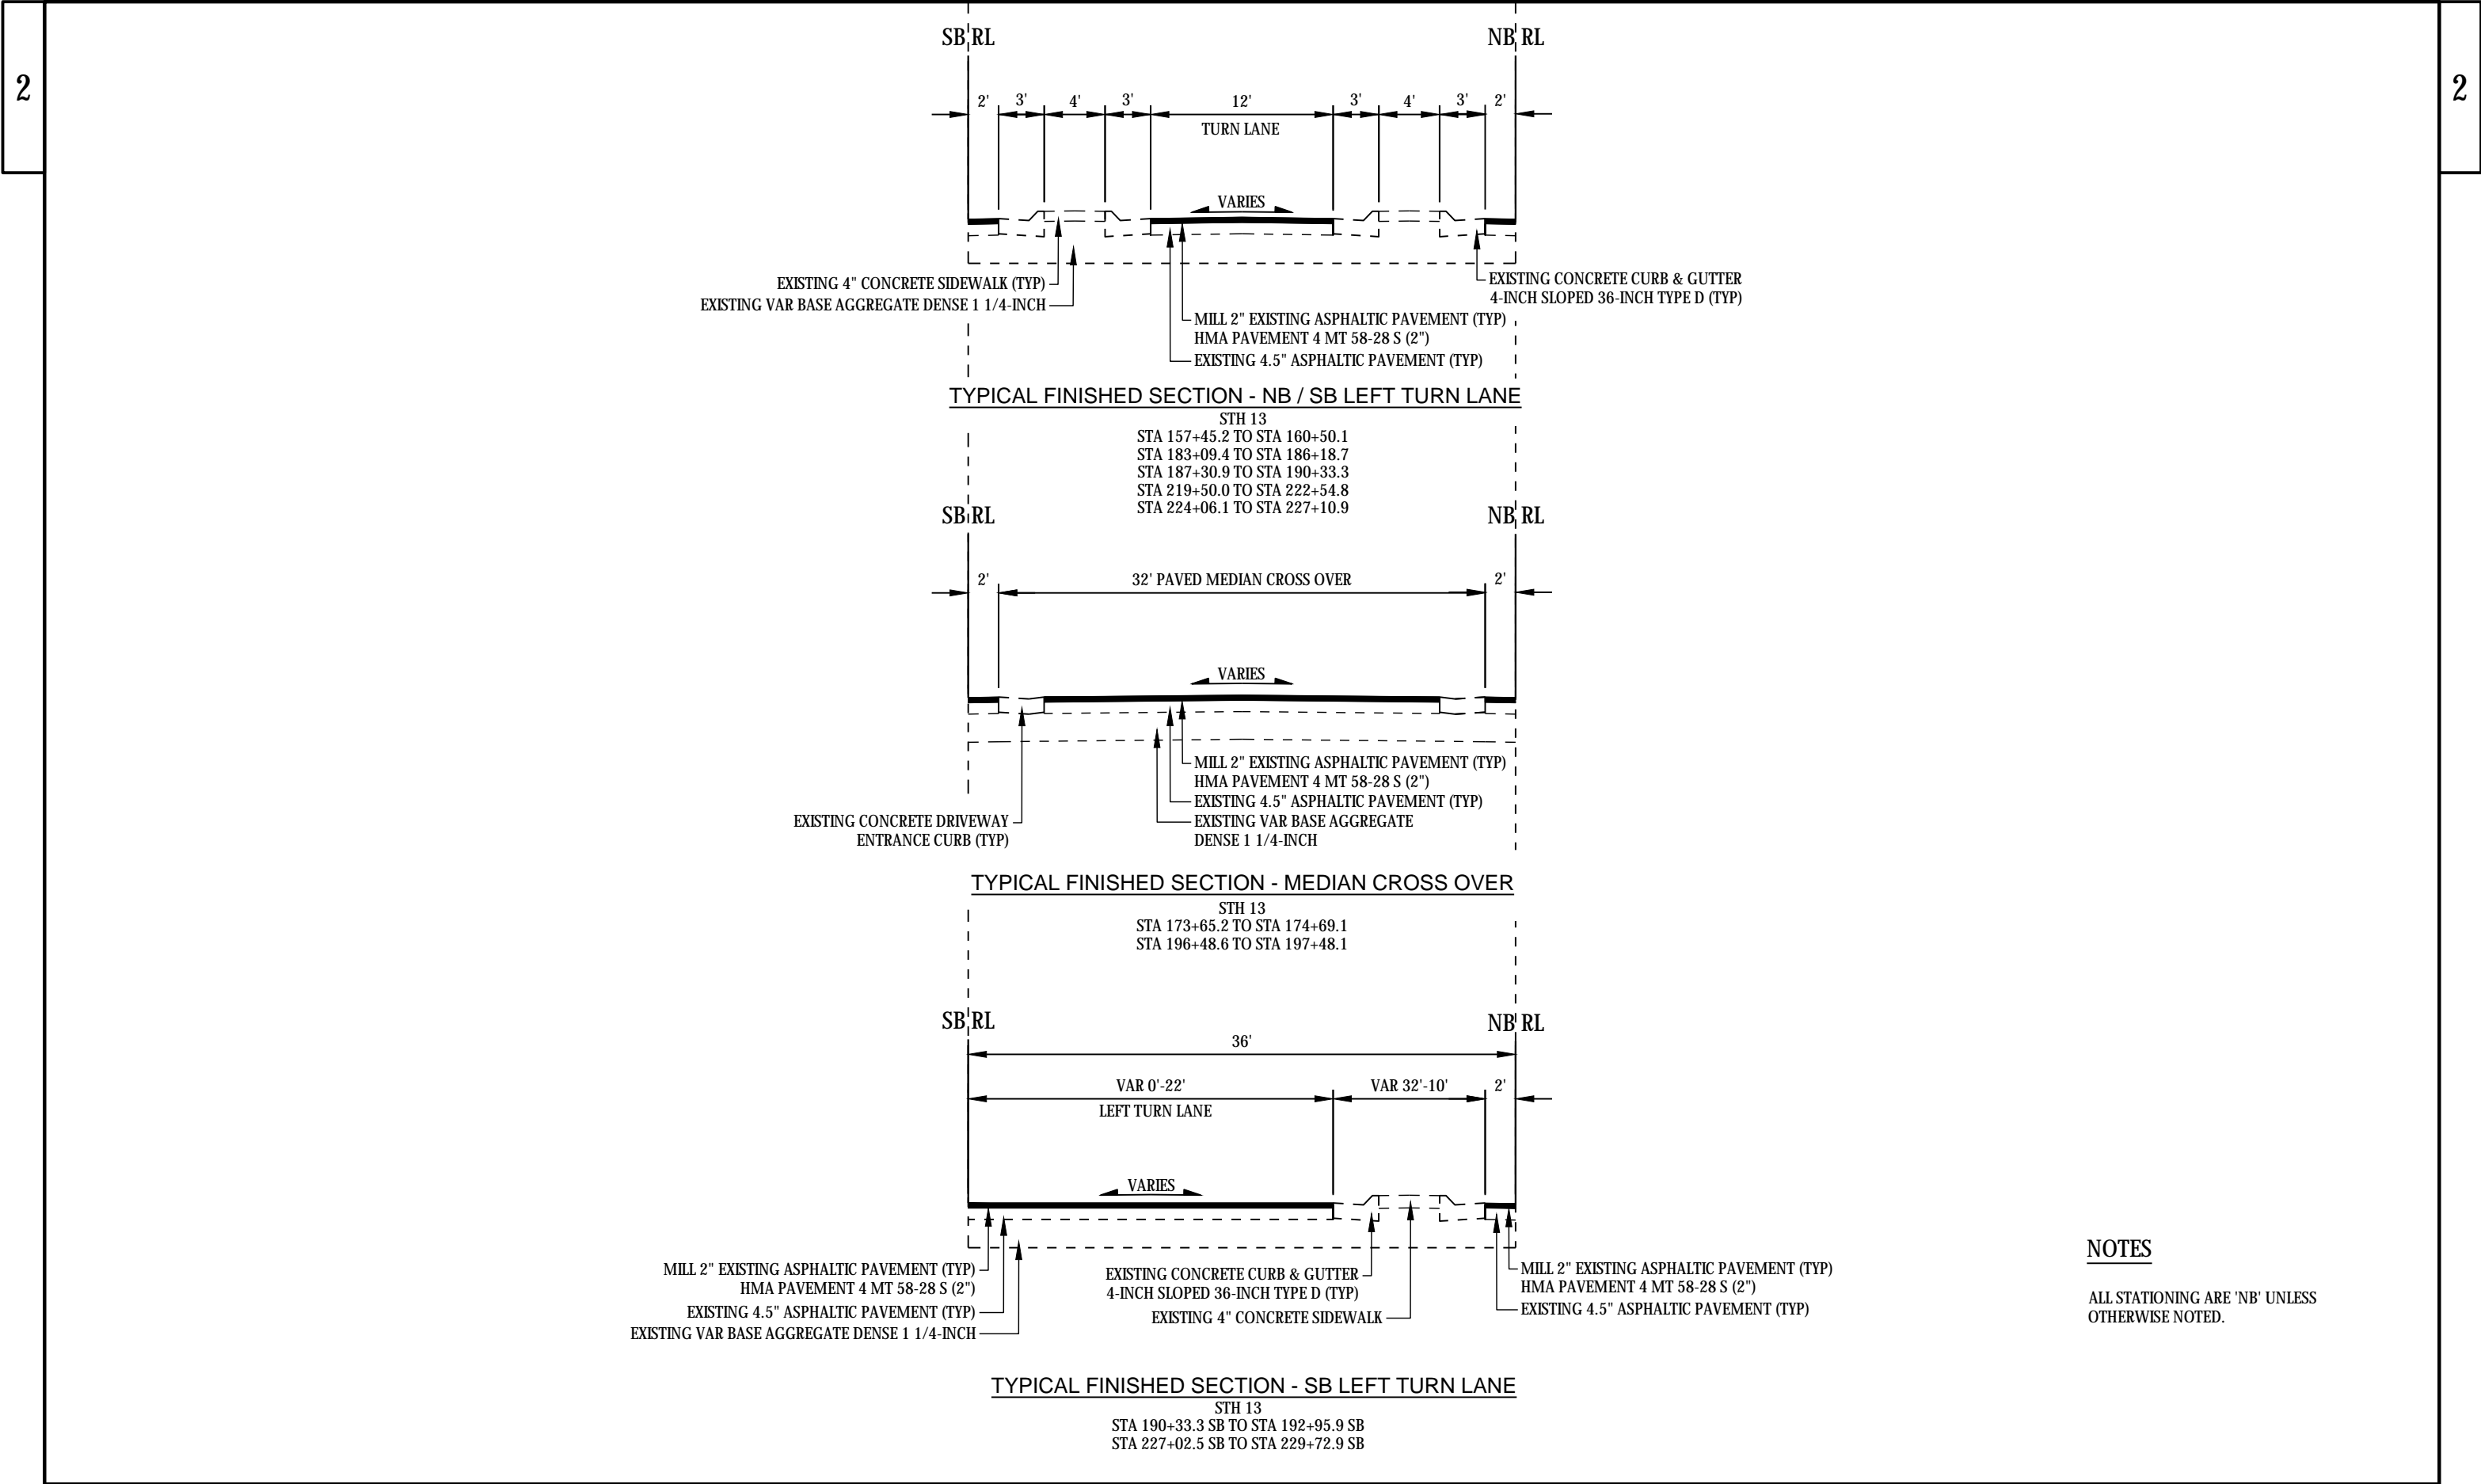 2
2
SB RL
NB RL
2'
3'
4'
3'
12'
3'
4'
3'
2'
TURN LANE
VARIES
EXISTING 4" CONCRETE SIDEWALK (TYP)
EXISTING VAR BASE AGGREGATE DENSE 1 1/4-INCH
EXISTING CONCRETE CURB & GUTTER
4-INCH SLOPED 36-INCH TYPE D (TYP)
MILL 2" EXISTING ASPHALTIC PAVEMENT (TYP)
HMA PAVEMENT 4 MT 58-28 S (2")
EXISTING 4.5" ASPHALTIC PAVEMENT (TYP)
TYPICAL FINISHED SECTION - NB / SB LEFT TURN LANE
STH 13
STA 157+45.2 TO STA 160+50.1
STA 183+09.4 TO STA 186+18.7
STA 187+30.9 TO STA 190+33.3
STA 219+50.0 TO STA 222+54.8
STA 224+06.1 TO STA 227+10.9
SB RL
NB RL
2'
32' PAVED MEDIAN CROSS OVER
2'
VARIES
MILL 2" EXISTING ASPHALTIC PAVEMENT (TYP)
HMA PAVEMENT 4 MT 58-28 S (2")
EXISTING 4.5" ASPHALTIC PAVEMENT (TYP)
EXISTING VAR BASE AGGREGATE
DENSE 1 1/4-INCH
EXISTING CONCRETE DRIVEWAY
ENTRANCE CURB (TYP)
TYPICAL FINISHED SECTION - MEDIAN CROSS OVER
STH 13
STA 173+65.2 TO STA 174+69.1
STA 196+48.6 TO STA 197+48.1
SB RL
NB RL
36'
VAR 0'-22'
VAR 32'-10'
2'
LEFT TURN LANE
VARIES
MILL 2" EXISTING ASPHALTIC PAVEMENT (TYP)
HMA PAVEMENT 4 MT 58-28 S (2")
EXISTING 4.5" ASPHALTIC PAVEMENT (TYP)
EXISTING VAR BASE AGGREGATE DENSE 1 1/4-INCH
EXISTING CONCRETE CURB & GUTTER
4-INCH SLOPED 36-INCH TYPE D (TYP)
EXISTING 4" CONCRETE SIDEWALK
MILL 2" EXISTING ASPHALTIC PAVEMENT (TYP)
HMA PAVEMENT 4 MT 58-28 S (2")
EXISTING 4.5" ASPHALTIC PAVEMENT (TYP)
TYPICAL FINISHED SECTION - SB LEFT TURN LANE
STH 13
STA 190+33.3 SB TO STA 192+95.9 SB
STA 227+02.5 SB TO STA 229+72.9 SB
NOTES
ALL STATIONING ARE 'NB' UNLESS
OTHERWISE NOTED.